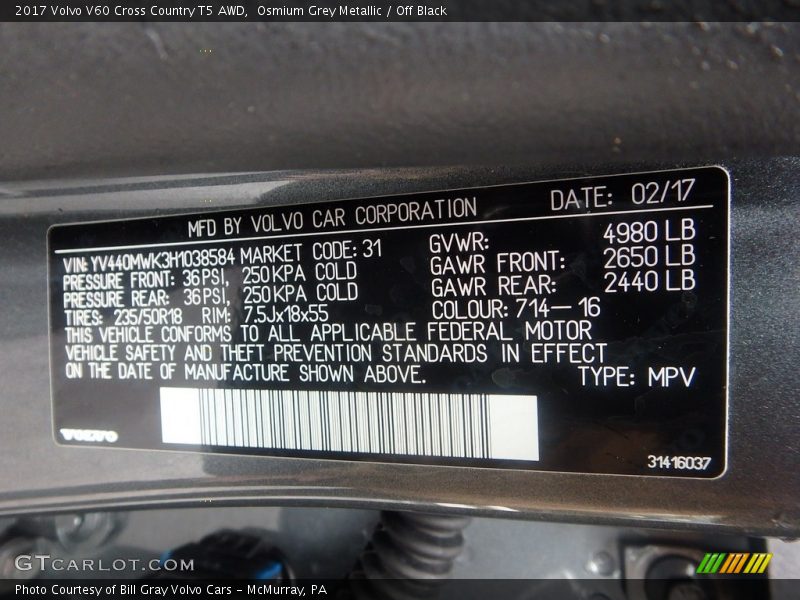 2017 Volvo V60 Cross Country T5 AWD,  Osmium Grey Metallic / Off Black
MFD BY VOLVO CAR CORPORATION DATE: 02/17
VIN: YV440MWK3H1038584 MARKET CODE: 31 GVWR: 4980 LB
PRESSURE FRONT: 36 PSI, 250 KPA COLD GAWR FRONT: 2650 LB
PRESSURE REAR: 36 PSI, 250 KPA COLD GAWR REAR: 2440 LB
TIRES: 235/50R18 RIM: 7.5Jx18x55 COLOUR: 714—16
THIS VEHICLE CONFORMS TO ALL APPLICABLE FEDERAL MOTOR
VEHICLE SAFETY AND THEFT PREVENTION STANDARDS IN EFFECT
ON THE DATE OF MANUFACTURE SHOWN ABOVE. TYPE: MPV
VOLVO
31416037
GTCARLOT.COM
Photo Courtesy of Bill Gray Volvo Cars - McMurray, PA